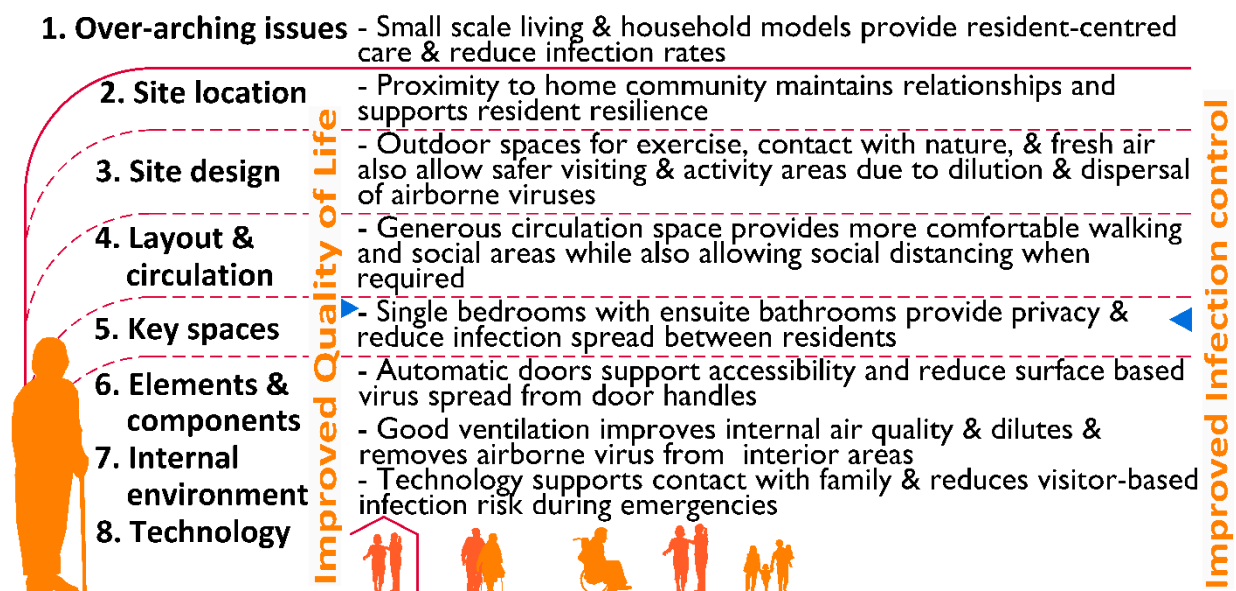 1. Over-arching issues
- Small scale living & household models provide resident-centred
care & reduce infection rates
2. Site location
- Proximity to home community maintains relationships and
supports resident resilience
3. Site design
- Outdoor spaces for exercise, contact with nature, & fresh air
also allow safer visiting & activity areas due to dilution & dispersal
of airborne viruses
4. Layout &
circulation
- Generous circulation space provides more comfortable walking
and social areas while also allowing social distancing when
required
5. Key spaces
- Single bedrooms with ensuite bathrooms provide privacy &
reduce infection spread between residents
6. Elements &
components
- Automatic doors support accessibility and reduce surface based
virus spread from door handles
7. Internal
environment
- Good ventilation improves internal air quality & dilutes &
removes airborne virus from interior areas
8. Technology
- Technology supports contact with family & reduces visitor-based
infection risk during emergencies
Improved Quality of Life
Improved Infection control